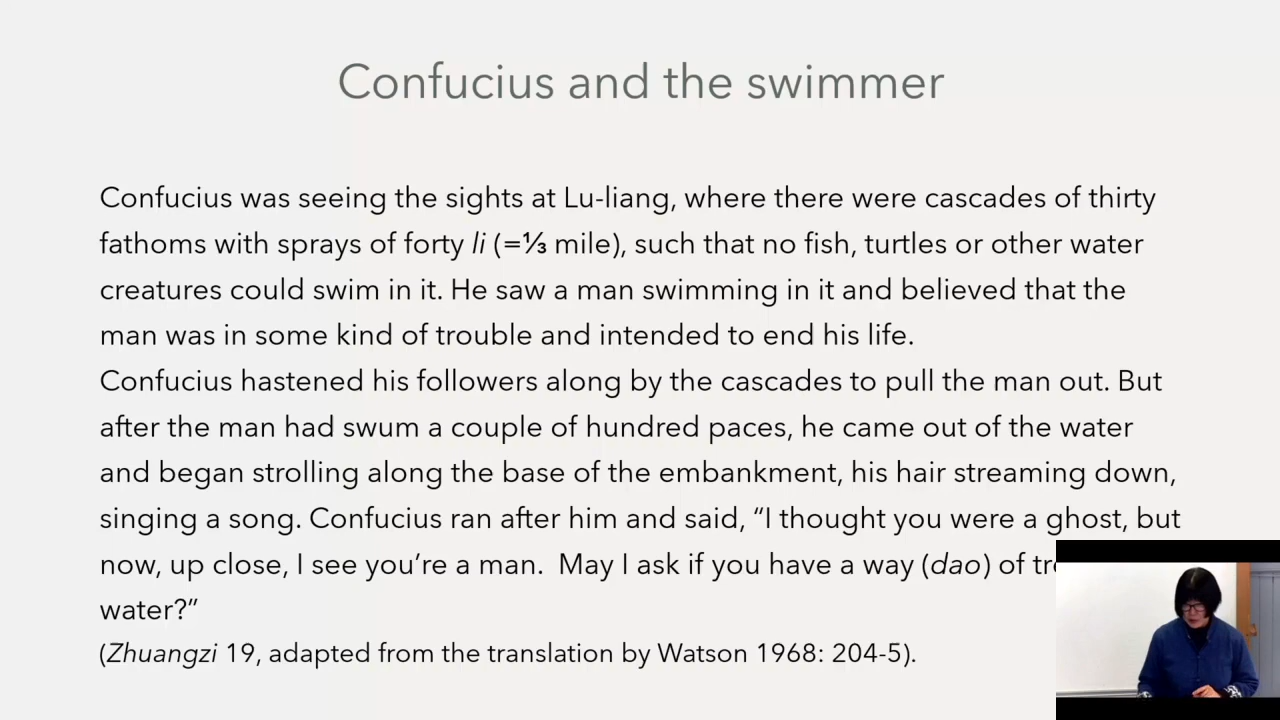 Confucius and the swimmer
Confucius was seeing the sights at Lu-liang, where there were cascades of thirty
fathoms with sprays of forty li (=⅓ mile), such that no fish, turtles or other water
creatures could swim in it. He saw a man swimming in it and believed that the
man was in some kind of trouble and intended to end his life.
Confucius hastened his followers along by the cascades to pull the man out. But
after the man had swum a couple of hundred paces, he came out of the water
and began strolling along the base of the embankment, his hair streaming down,
singing a song. Confucius ran after him and said, “I thought you were a ghost, but
now, up close, I see you’re a man.  May I ask if you have a way (dao) of
water?”
(Zhuangzi 19, adapted from the translation by Watson 1968: 204-5).